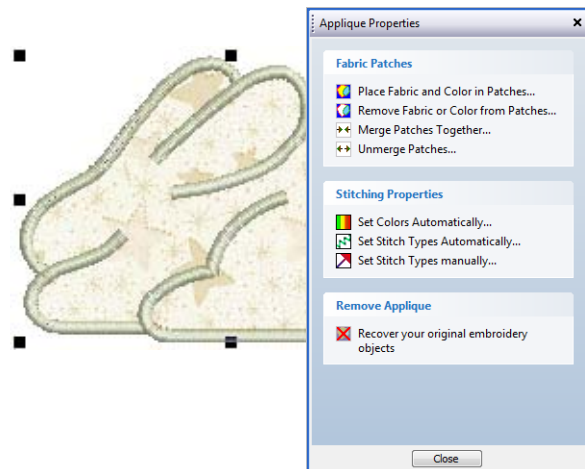 Applique Properties
Fabric Patches
Place Fabric and Color in Patches...
Remove Fabric or Color from Patches...
Merge Patches Together...
Unmerge Patches...
Stitching Properties
Set Colors Automatically...
Set Stitch Types Automatically...
Set Stitch Types manually...
Remove Applique
Recover your original embroidery
objects
Close